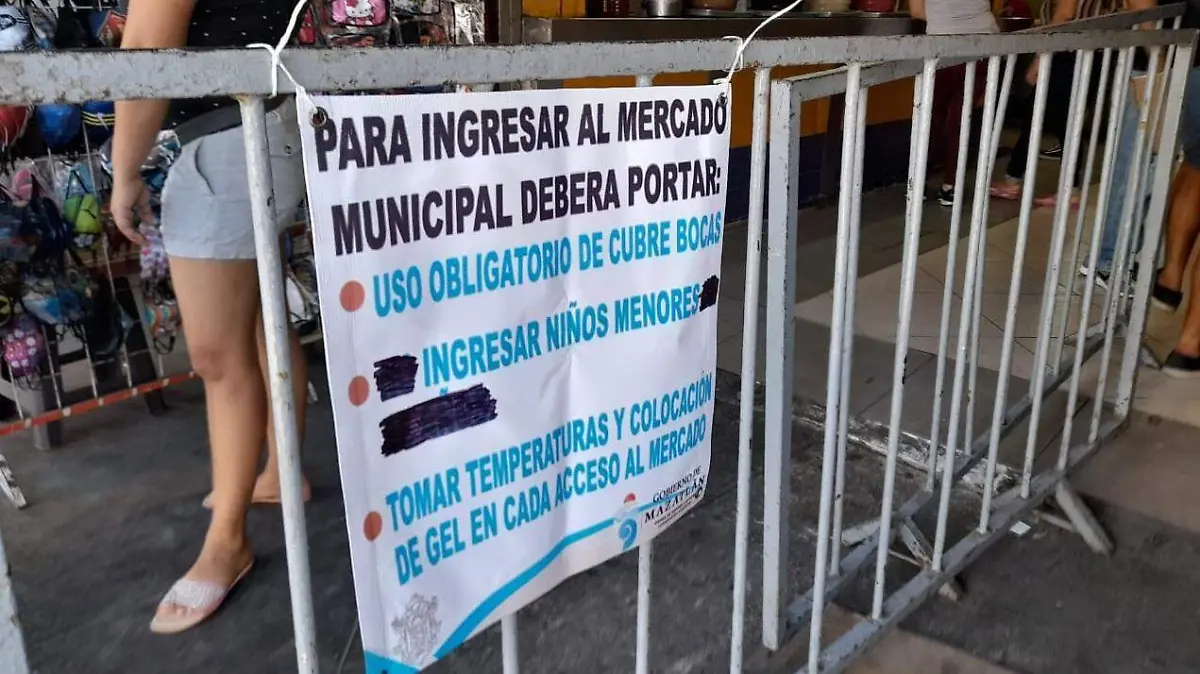 PARA INGRESAR AL MERCADO
MUNICIPAL DEBERA PORTAR:
USO OBLIGATORIO DE CUBRE BOCAS
INGRESAR NIÑOS MENORES
TOMAR TEMPERATURAS Y COLOCACIÓN
DE GEL EN CADA ACCESO AL MERCADO
GOBIERNO DE
MAZATLÁN